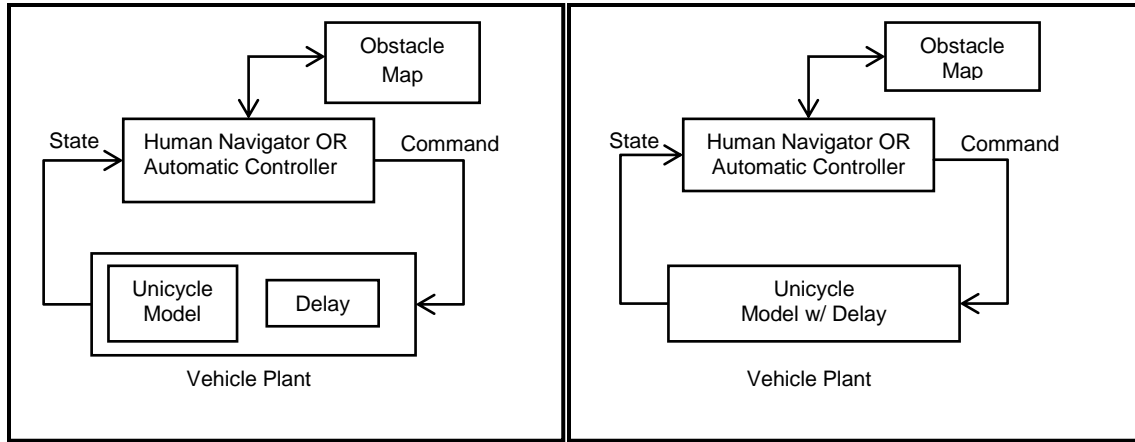 Obstacle
Map
State
Human Navigator OR
Automatic Controller
Command
Unicycle
Model
Delay
Vehicle Plant
Obstacle
Map
State
Human Navigator OR
Automatic Controller
Command
Unicycle
Model w/ Delay
Vehicle Plant